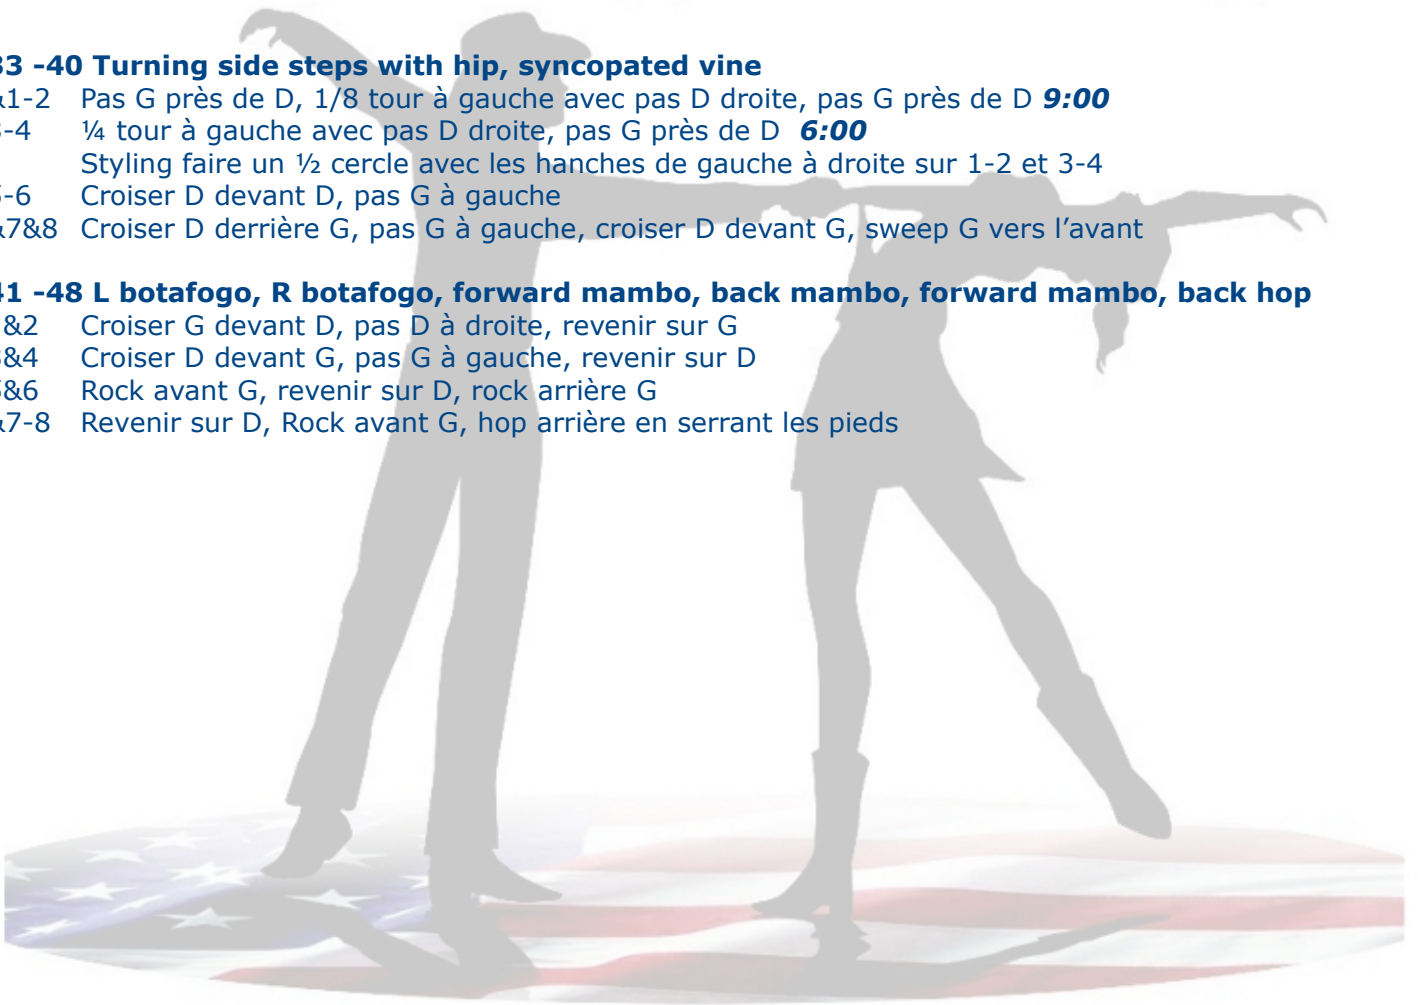 33 -40 Turning side steps with hip, syncopated vine
&1-2 Pas G près de D, 1/8 tour à gauche avec pas D droite, pas G près de D 9:00
3-4 ¼ tour à gauche avec pas D droite, pas G près de D 6:00
Styling faire un ½ cercle avec les hanches de gauche à droite sur 1-2 et 3-4
5-6 Croiser D devant D, pas G à gauche
&7&8 Croiser D derrière G, pas G à gauche, croiser D devant G, sweep G vers l’avant
41 -48 L botafogo, R botafogo, forward mambo, back mambo, forward mambo, back hop
&2 Croiser G devant D, pas D à droite, revenir sur G
3&4 Croiser D devant G, pas G à gauche, revenir sur D
5&6 Rock avant G, revenir sur D, rock arrière G
&7-8 Revenir sur D, Rock avant G, hop arrière en serrant les pieds